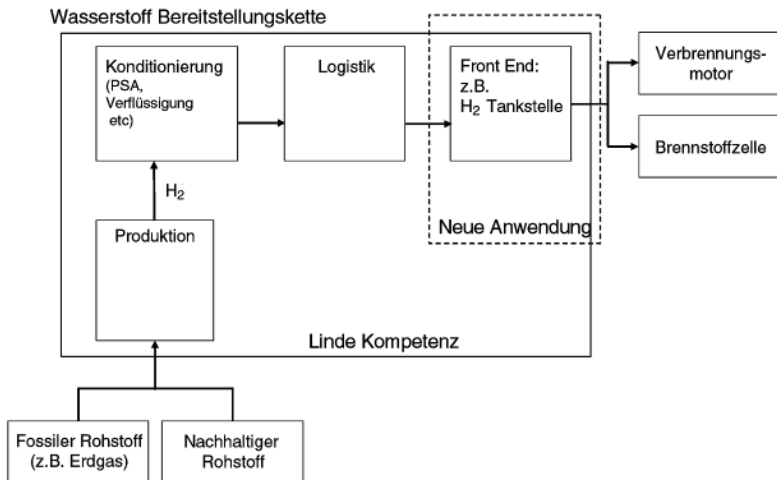 Wasserstoff Bereitstellungskette
Konditionierung
(PSA,
Verflüssigung
etc)
Logistik
Front End:
z.B.
H₂ Tankstelle
Verbrennungs-
motor
Brennstoffzelle
H₂
Neue Anwendung
Produktion
Linde Kompetenz
Fossiler Rohstoff
(z.B. Erdgas)
Nachhaltiger
Rohstoff